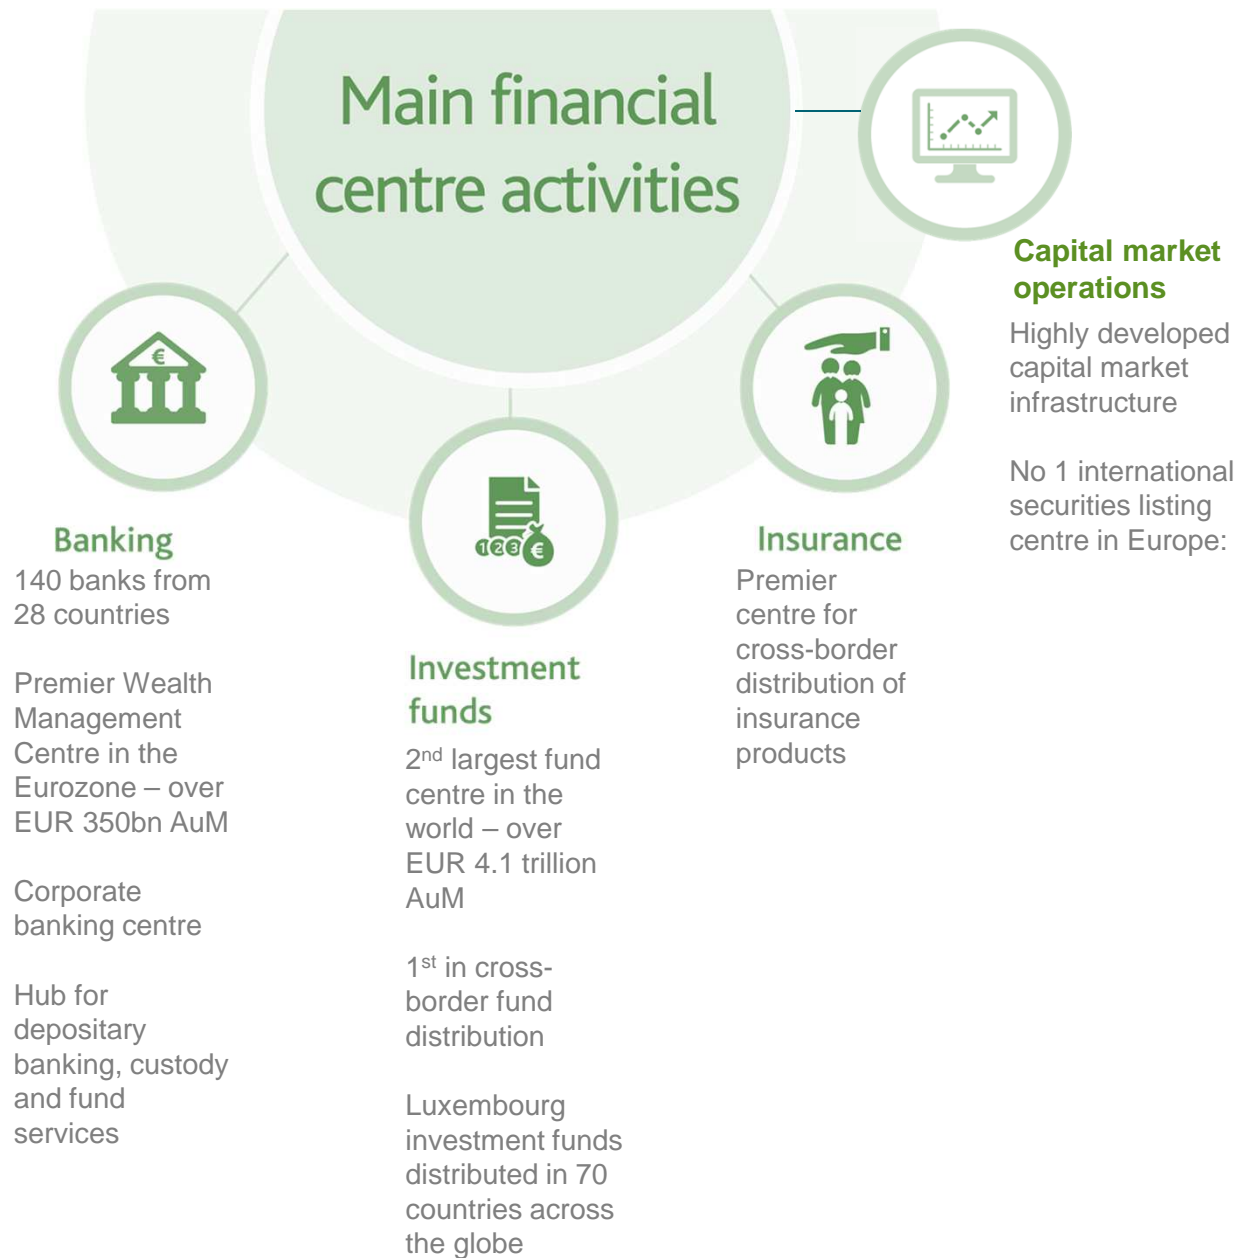 Main financial
centre activities
Capital market
operations
Highly developed
capital market
infrastructure
No 1 international
securities listing
centre in Europe:
€
Banking
140 banks from
28 countries
Premier Wealth
Management
Centre in the
Eurozone – over
EUR 350bn AuM
Corporate
banking centre
Hub for
depositary
banking, custody
and fund
services
123 €
Investment
funds
2nd largest fund
centre in the
world – over
EUR 4.1 trillion
AuM
1st in cross-
border fund
distribution
Luxembourg
investment funds
distributed in 70
countries across
the globe
Insurance
Premier
centre for
cross-border
distribution of
insurance
products